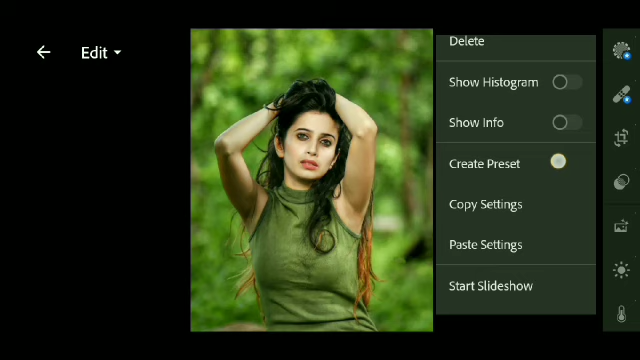 Edit
Delete
Show Histogram
Show Info
Create Preset
Copy Settings
Paste Settings
Start Slideshow